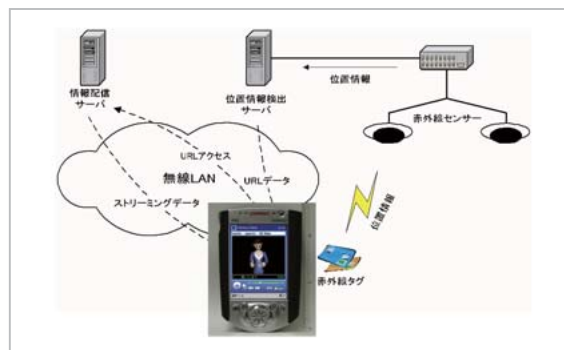 情報配信
サーバ
位置情報検出
サーバ
位置情報
赤外線センサー
URLアクセス
無線LAN
URLデータ
ストリーミングデータ
位置情報
赤外線タグ